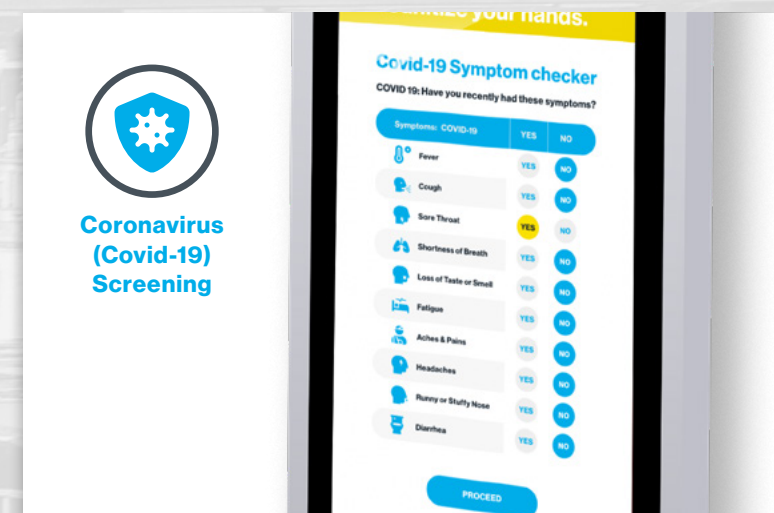 Coronavirus
(Covid-19)
Screening
your hands.
Covid-19 Symptom checker
COVID 19: Have you recently had these symptoms?
Symptoms: COVID-19 YES NO
Fever YES NO
Cough YES NO
Sore Throat YES NO
Shortness of Breath YES NO
Loss of Taste or Smell YES NO
Fatigue YES NO
Aches & Pains YES NO
Headaches YES NO
Runny or Stuffy Nose YES NO
Diarrhea YES NO
PROCEED